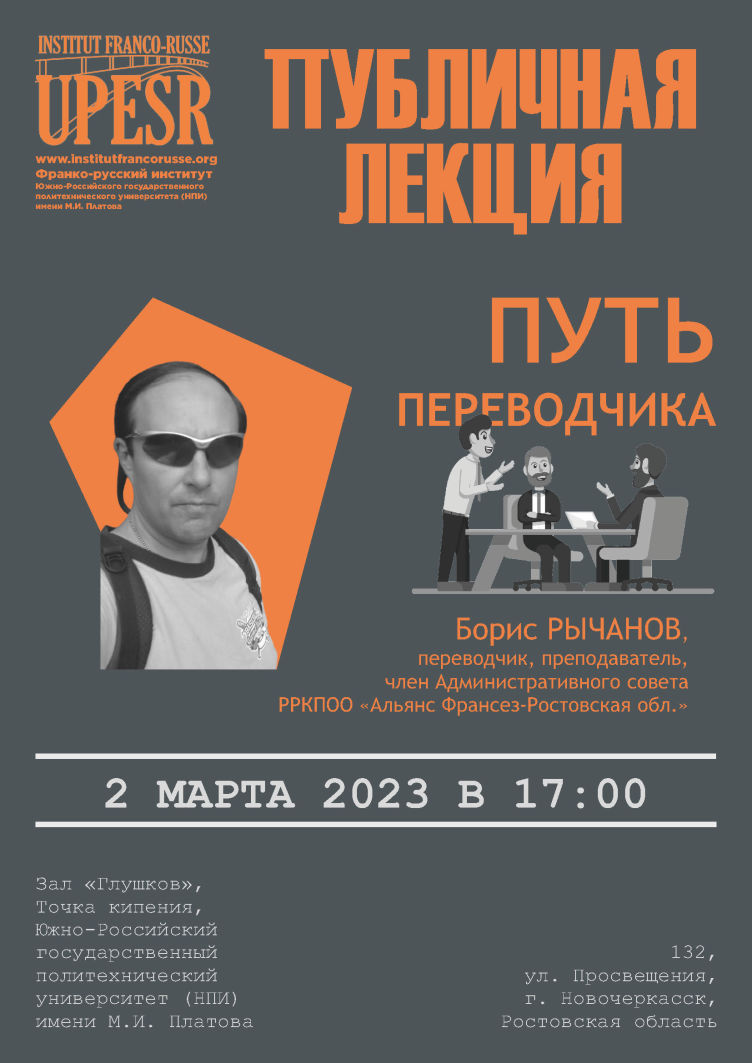 INSTITUT FRANCO-RUSSE
UPESR
www.institutfrancorusse.org
Франко-русский институт
Южно-Российского государственного
политехнического университета (НПИ)
имени М.И. Платова
ПУБЛИЧНАЯ
ЛЕКЦИЯ
ПУТЬ
ПЕРЕВОДЧИКА
Борис РЫЧАНОВ,
переводчик, преподаватель,
член Административного совета
РРКПОО «Альянс Франсез-Ростовская обл.»
2 МАРТА 2023 В 17:00
Зал «Глушков»,
Точка кипения,
Южно-Российский
государственный
политехнический
университет (НПИ)
имени М.И. Платова
132,
ул. Просвещения,
г. Новочеркасск,
Ростовская область